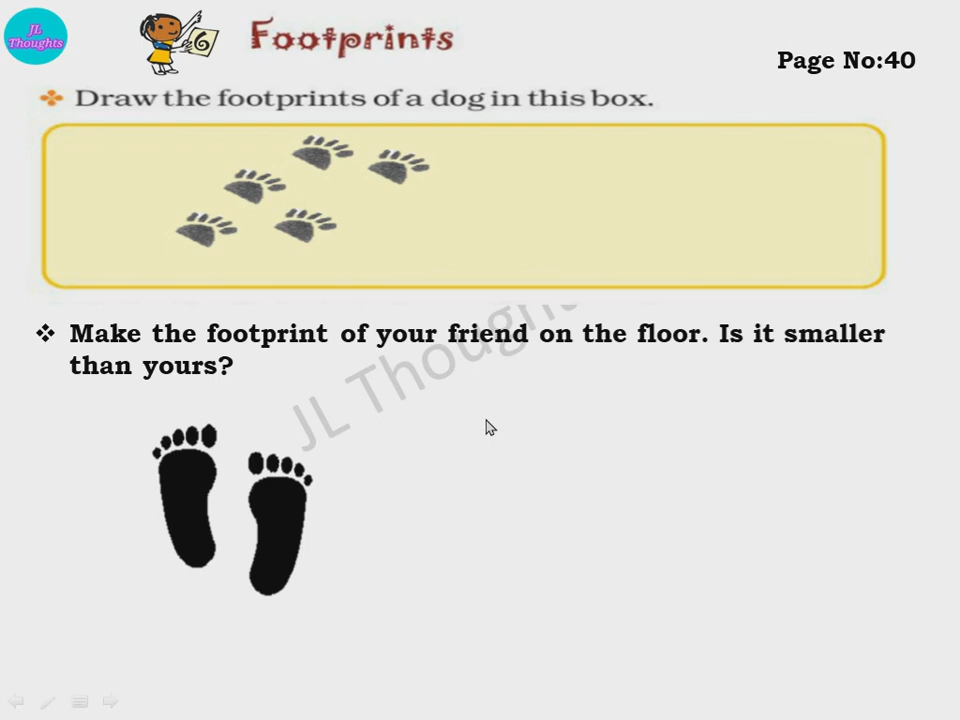 JL
Thoughts
6
Footprints
Page No:40
Draw the footprints of a dog in this box.
Make the footprint of your friend on the floor. Is it smaller
than yours?
JL Thoughts